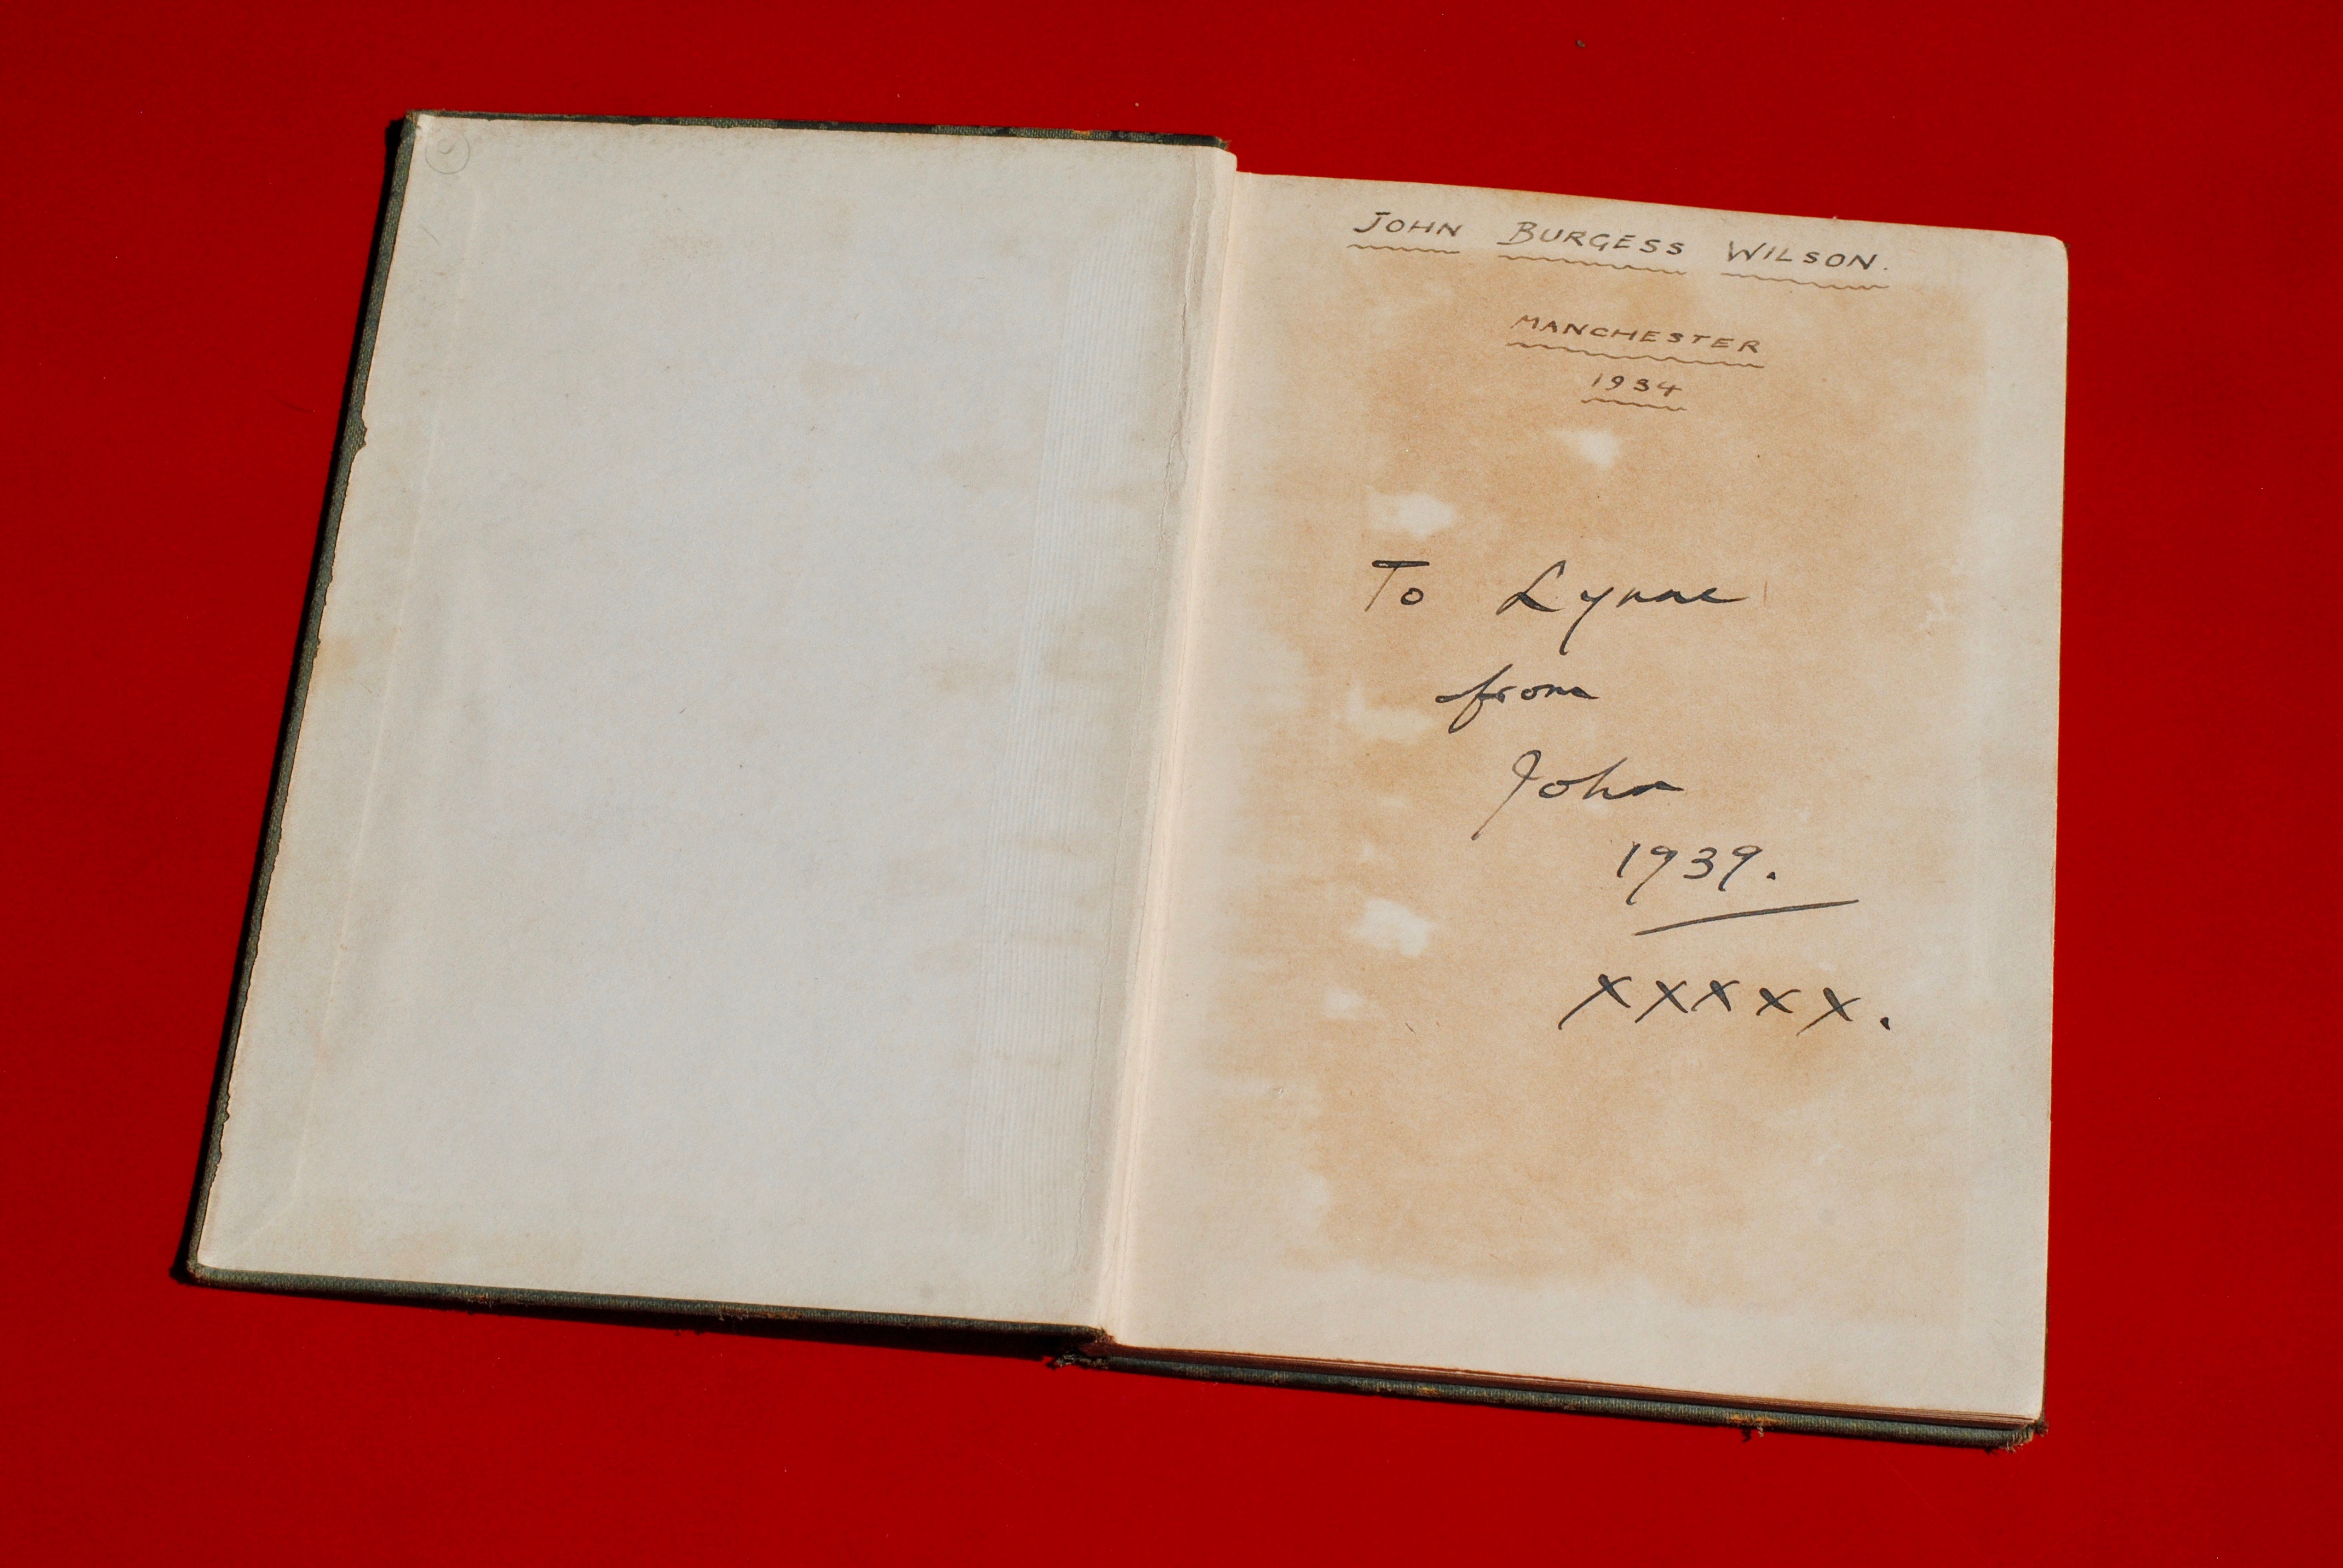 JOHN BURGESS WILSON.
MANCHESTER
1934
To Lynne
from
John
1939.
xxxxx.